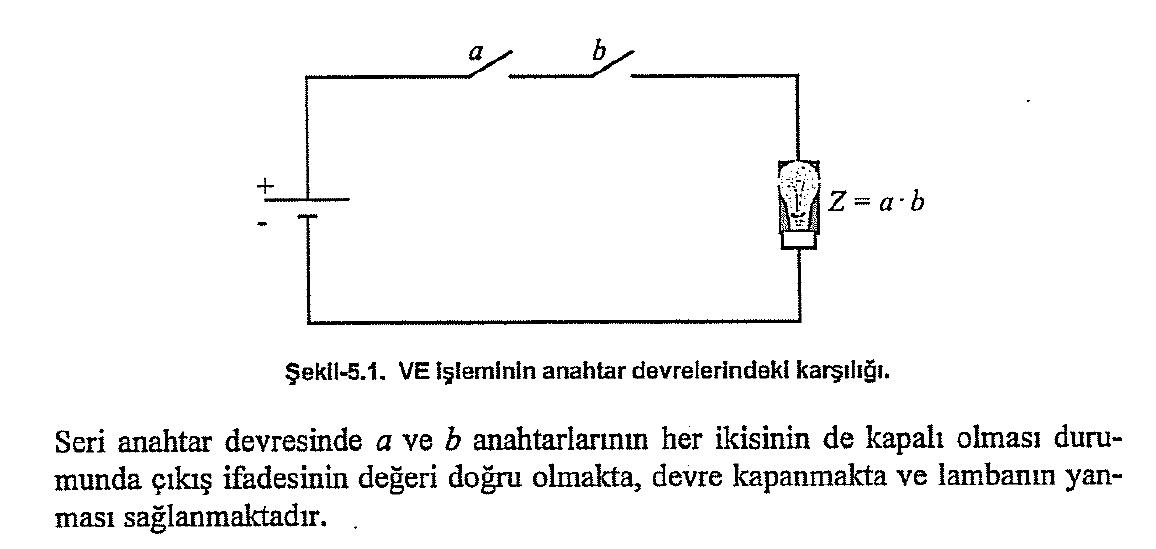 a
b
+
-
Z = a · b
Şekil-5.1. VE işleminin anahtar devrelerindeki karşılığı.
Seri anahtar devresinde a ve b anahtarlarının her ikisinin de kapalı olması duru-
munda çıkış ifadesinin değeri doğru olmakta, devre kapanmakta ve lambanın yan-
ması sağlanmaktadır.